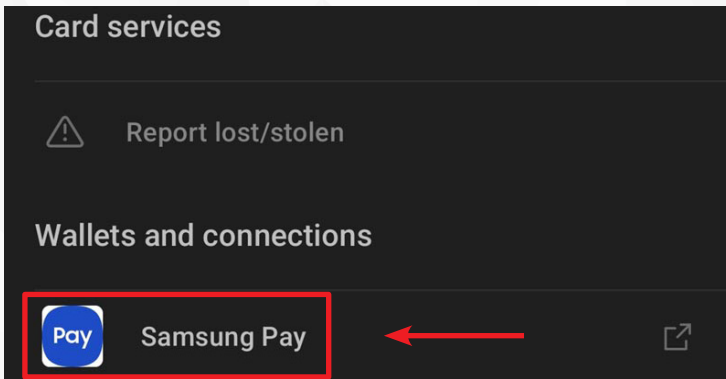 Card services
Report lost/stolen
Wallets and connections
Pay Samsung Pay